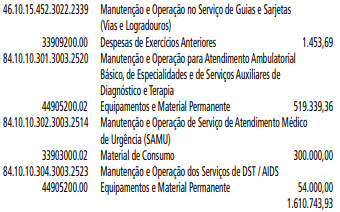 46.10.15.452.3022.2339 Manutenção e Operação no Serviço de Guias e Sarjetas
(Vias e Logradouros)
33909200.00 Despesas de Exercícios Anteriores 1.453,69
84.10.10.301.3003.2520 Manutenção e Operação para Atendimento Ambulatorial
Básico, de Especialidades e de Serviços Auxiliares de
Diagnóstico e Terapia
44905200.02 Equipamentos e Material Permanente 519.339,36
84.10.10.302.3003.2514 Manutenção e Operação de Serviço de Atendimento Médico
de Urgência (SAMU)
33903000.02 Material de Consumo 300.000,00
84.10.10.304.3003.2523 Manutenção e Operação dos Serviços de DST / AIDS
44905200.00 Equipamentos e Material Permanente 54.000,00
1.610.743,93